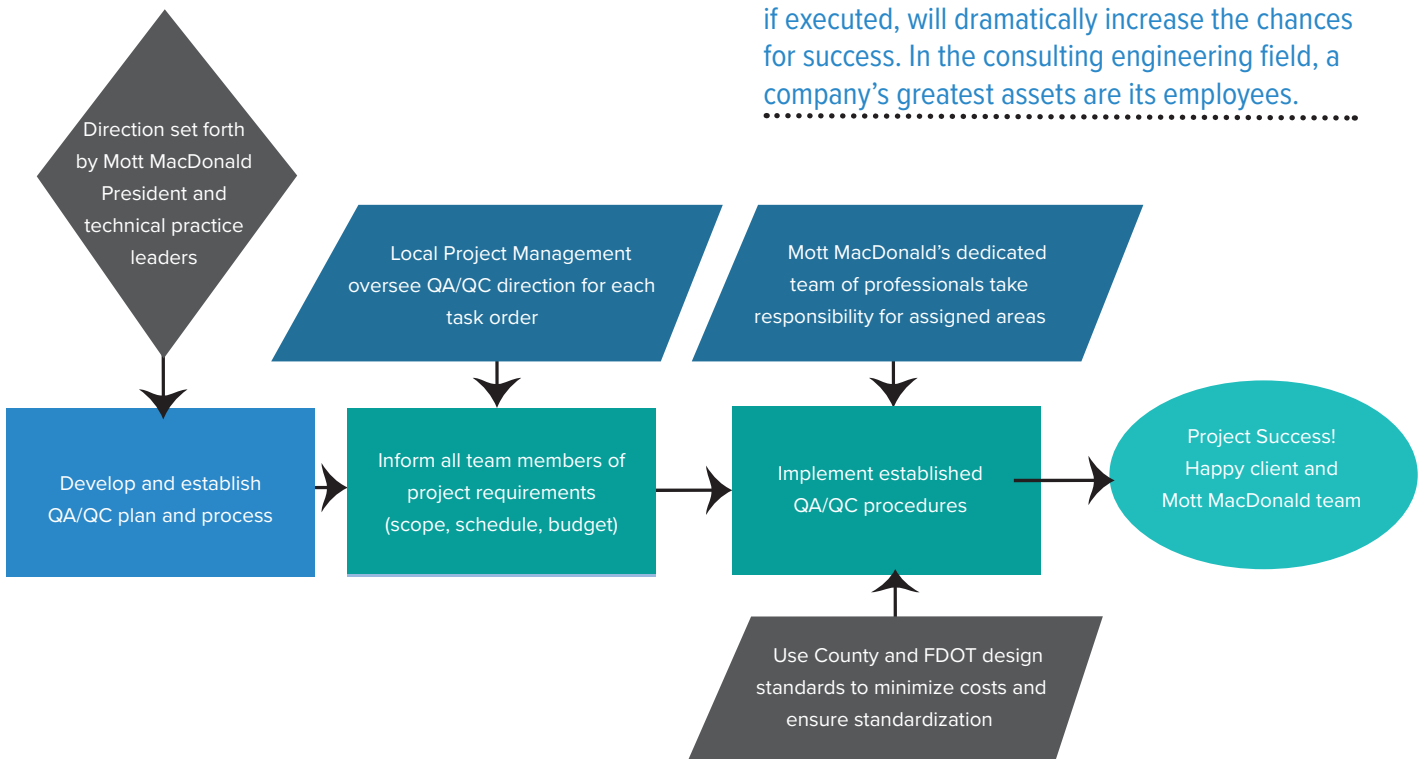 if executed, will dramatically increase the chances
for success. In the consulting engineering field, a
company's greatest assets are its employees.
Direction set forth
by Mott MacDonald
President and
technical practice
leaders
Local Project Management
oversee QA/QC direction for each
task order
Mott MacDonald's dedicated
team of professionals take
responsibility for assigned areas
Develop and establish
QA/QC plan and process
Inform all team members of
project requirements
(scope, schedule, budget)
Implement established
QA/QC procedures
Project Success!
Happy client and
Mott MacDonald team
Use County and FDOT design
standards to minimize costs and
ensure standardization